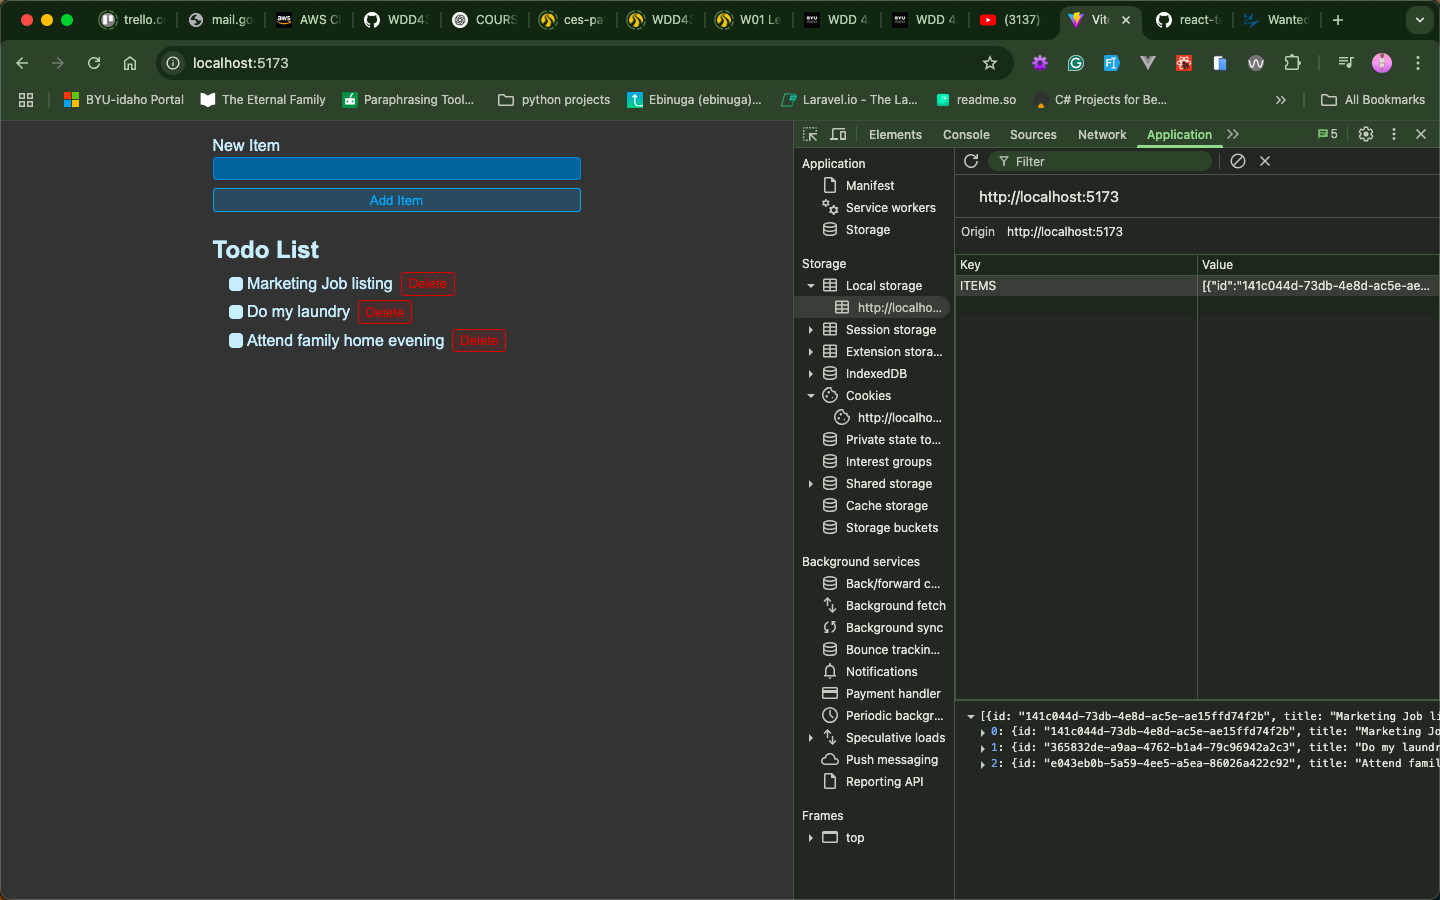 trello.c
mail.go
aws AWS C
WDD4
COURS
ces-pa
WDD43
W01 Le
BYU WDD 4
BYU WDD 4
(3137)
Vit
react-t
Wanted
localhost:5173
BYU-idaho Portal
The Eternal Family
Paraphrasing Tool...
python projects
Ebinuga (ebinuga)...
Laravel.io - The La...
readme.so
C# Projects for Be...
All Bookmarks
New Item
Add Item
Todo List
Marketing Job listing Delete
Do my laundry Delete
Attend family home evening Delete
Elements Console Sources Network Application 5
Application
Manifest
Service workers
Storage
Storage
Local storage
http://localho...
Session storage
Extension stora...
IndexedDB
Cookies
http://localho...
Private state to...
Interest groups
Shared storage
Cache storage
Storage buckets
Background services
Back/forward c...
Background fetch
Background sync
Bounce trackin...
Notifications
Payment handler
Periodic backgr...
Speculative loads
Push messaging
Reporting API
Frames
top
Filter
http://localhost:5173
Origin http://localhost:5173
Key Value
ITEMS [{"id":"141c044d-73db-4e8d-ac5e-ae...
[{id: "141c044d-73db-4e8d-ac5e-ae15ffd74f2b", title: "Marketing Job li
0: {id: "141c044d-73db-4e8d-ac5e-ae15ffd74f2b", title: "Marketing Jo
1: {id: "365832de-a9aa-4762-b1a4-79c96942a2c3", title: "Do my laundr
2: {id: "e043eb0b-5a59-4ee5-a5ea-86026a422c92", title: "Attend famil